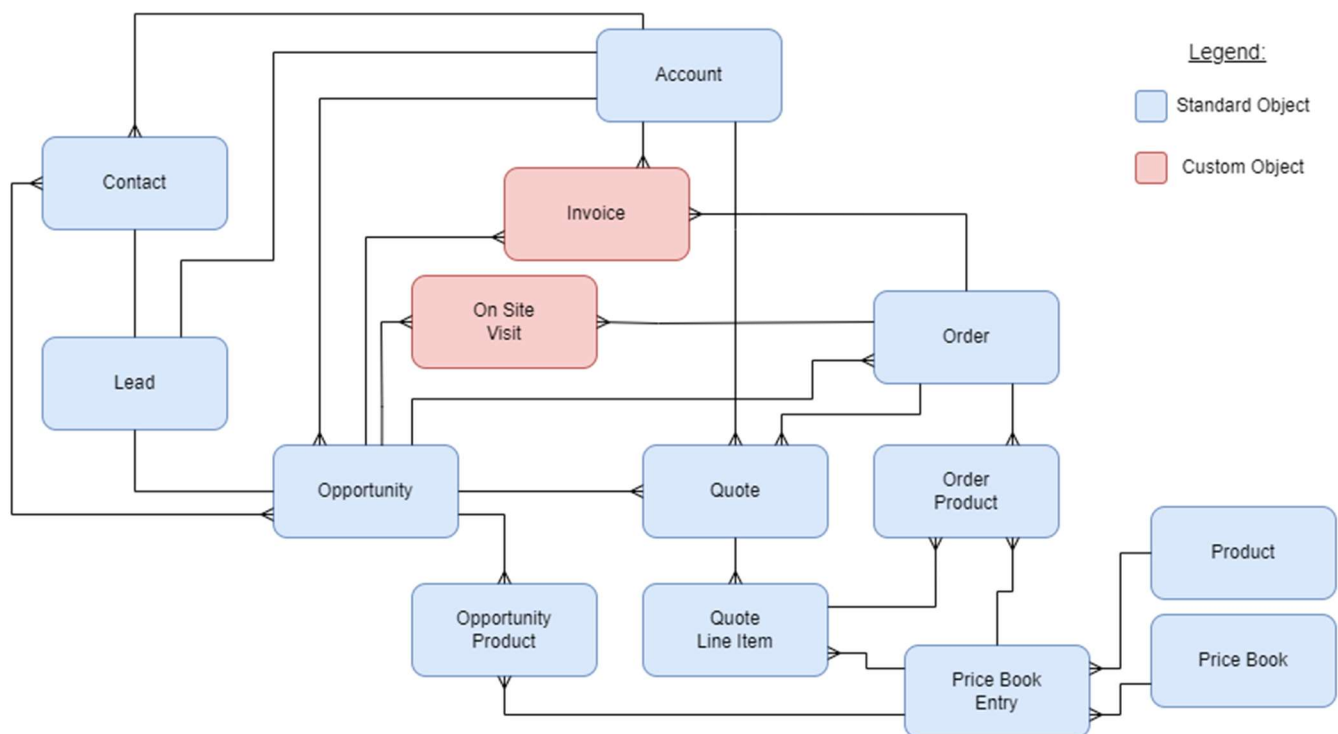 Legend:
Account
Standard Object
Custom Object
Contact
Invoice
On Site
Visit
Order
Lead
Opportunity
Quote
Order
Product
Product
Opportunity
Product
Quote
Line Item
Price Book
Entry
Price Book